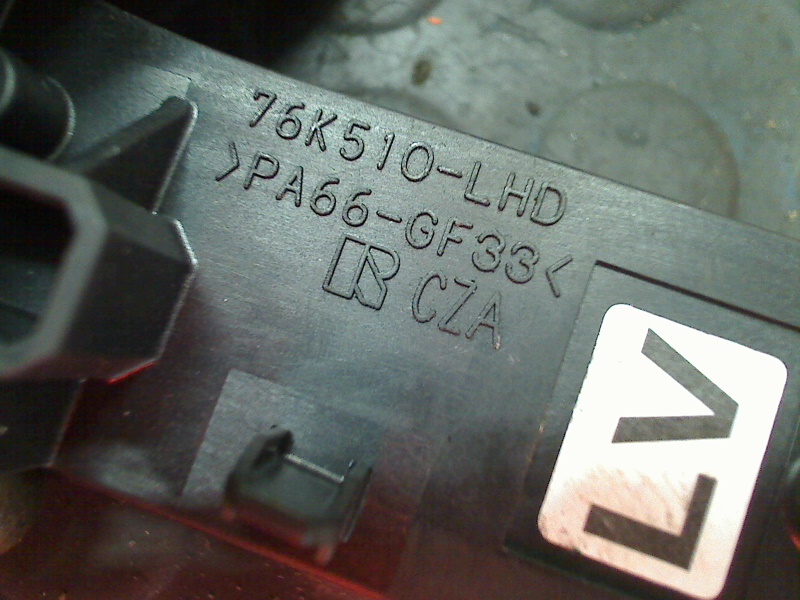 76K510-LHD
>PA66-GF33<
R CZA
LV